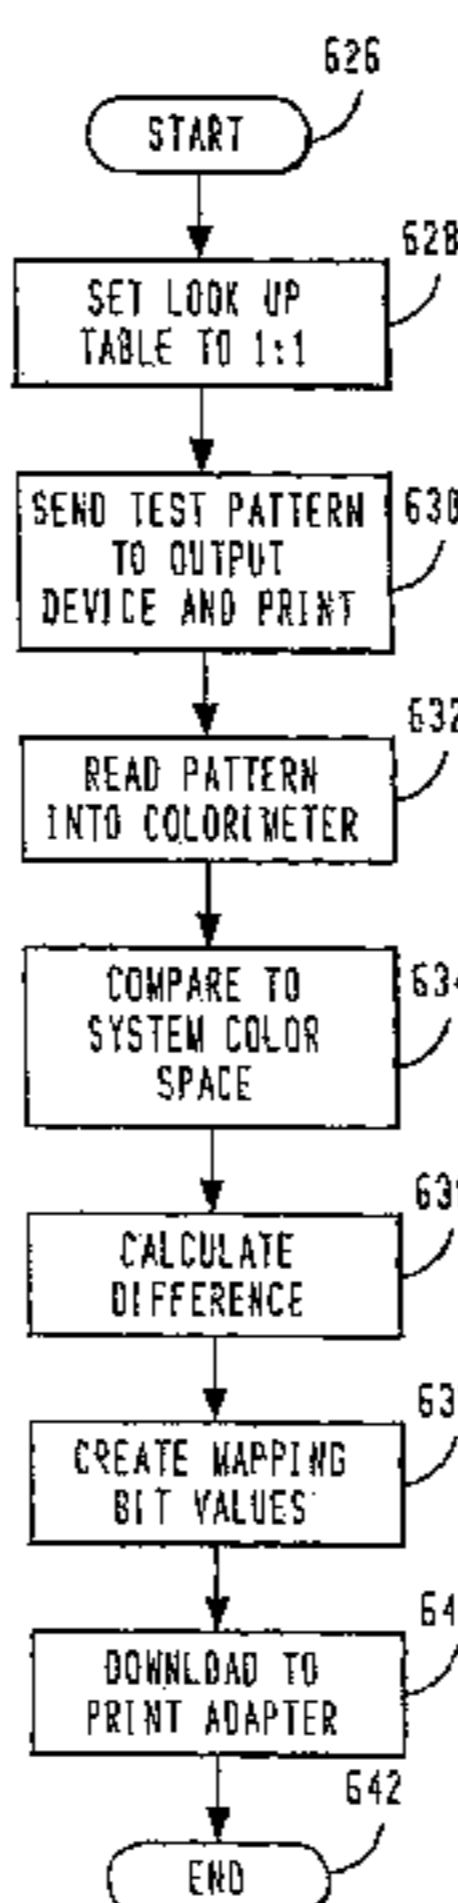 626
START
628
SET LOOK UP
TABLE TO 1:1
630
SEND TEST PATTERN
TO OUTPUT
DEVICE AND PRINT
632
READ PATTERN
INTO COLORIMETER
634
COMPARE TO
SYSTEM COLOR
SPACE
CALCULATE
DIFFERENCE
CREATE MAPPING
BIT VALUES
DOWNLOAD TO
PRINT ADAPTER
642
END